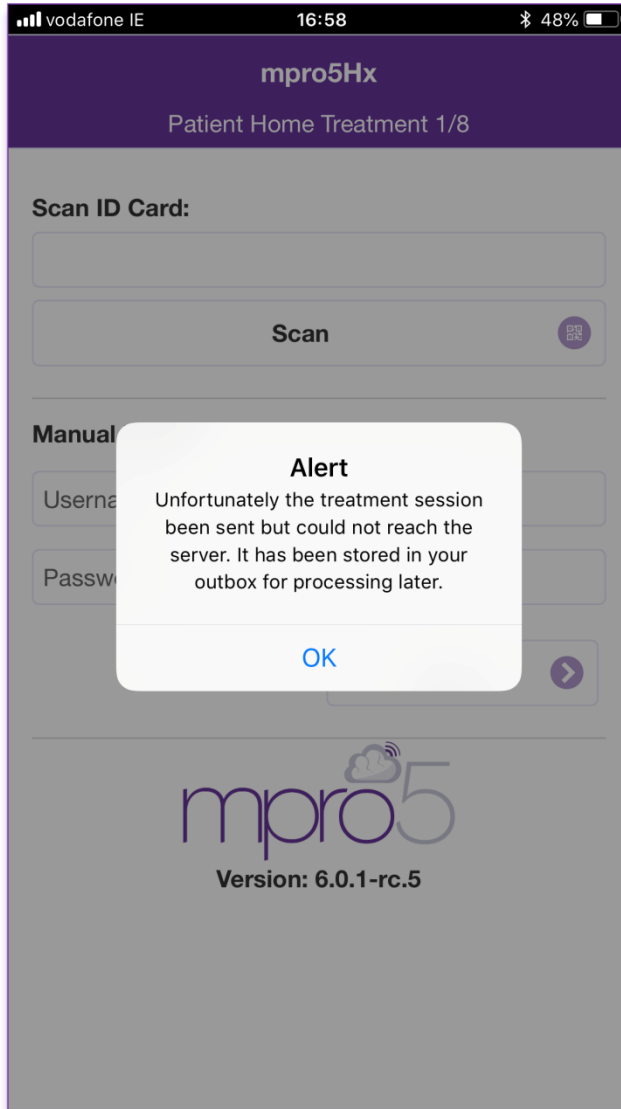 vodafone IE 16:58 48%
mpro5Hx
Patient Home Treatment 1/8
Scan ID Card:
Scan
Manual
Alert
Userna
Unfortunately the treatment session
been sent but could not reach the
server. It has been stored in your
outbox for processing later.
Passw
OK
mpro5
Version: 6.0.1-rc.5